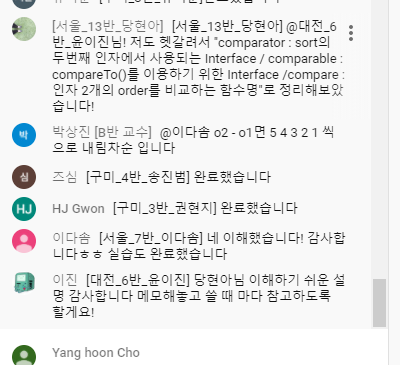 [서울_13반_당현아] [서울_13반_당현아] @대전_6
반_윤이진님! 저도 헷갈려서 "comparator : sort의
두번째 인자에서 사용되는 Interface / comparable :
compareTo()를 이용하기 위한 Interface /compare :
인자 2개의 order를 비교하는 함수명"로 정리해보았
습니다!
박 박상진 [B반 교수] @이다솜 o2 - o1면 5 4 3 2 1 씩
으로 내림차순 입니다
심 즈심 [구미_4반_송진범] 완료했습니다
HJ HJ Gwon [구미_3반_권현지] 완료했습니다
이다솜 [서울_7반_이다솜] 네 이해했습니다! 감사합
니다ㅎㅎ 실습도 완료했습니다
이진 [대전_6반_윤이진] 당현아님 이해하기 쉬운 설
명 감사합니다 메모해놓고 쓸 때 마다 참고하도록
할게요!
Yang hoon Cho